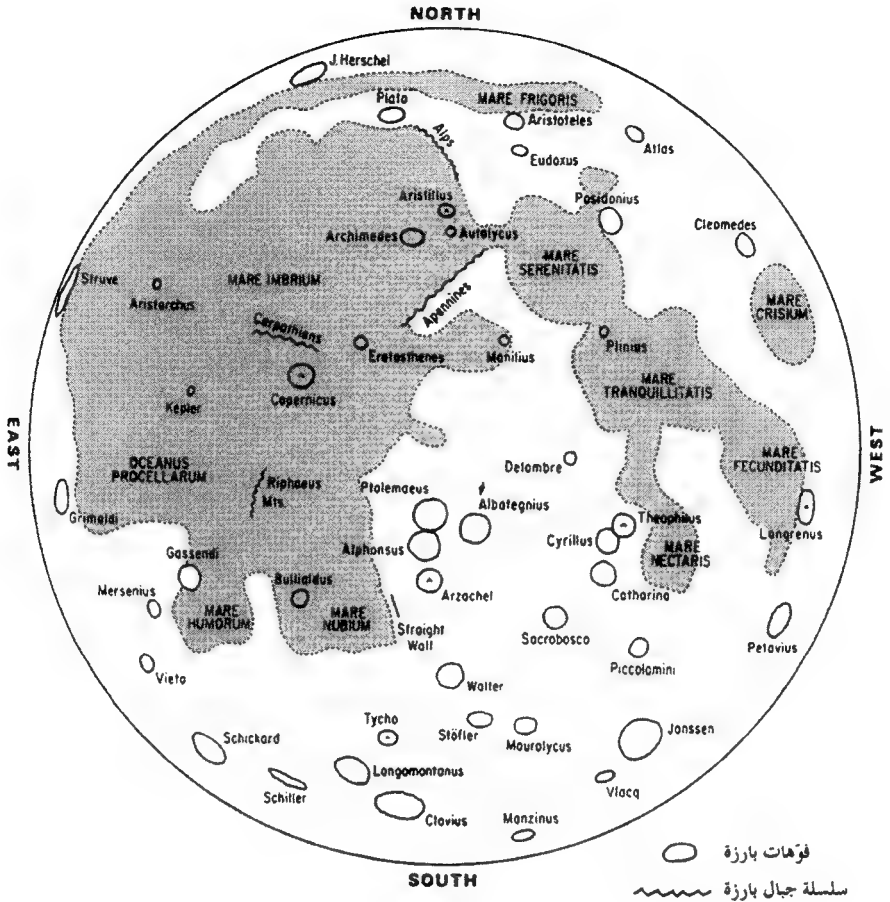 NORTH
J. Herschel
Plato
MARE FRIGORIS
Aristoteles
Alps
Atlas
Eudoxus
Aristillus
Posidonius
Archimedes
Autolycus
Cleomedes
MARE
SERENITATIS
Struve
MARE IMBRIUM
Aristarchus
MARE
CRISIUM
Apennines
Carpathians
Eratosthenes
Manilius
Plinius
Copernicus
MARE
TRANQUILLITATIS
Kepler
EAST
WEST
OCEANUS
PROCELLARUM
Riphaeus
Mts.
Ptolemaeus
Delambre
MARE
FECUNDITATIS
Albategnius
Grimaldi
Theophilus
Langrenus
Alphonsus
Cyrillus
MARE
NECTARIS
Gassendi
Bullialdus
Arzachel
Catharina
Mersenius
MARE
HUMORUM
MARE
NUBIUM
Straight
Wall
Sacrobosco
Petavius
Piccolomini
Vieta
Walter
Tycho
Stöfler
Maurolycus
Janssen
Schickard
Longomontanus
Schiller
Vlacq
Clavius
Manzinus
SOUTH
فوّهات بارزة
سلسلة جبال بارزة